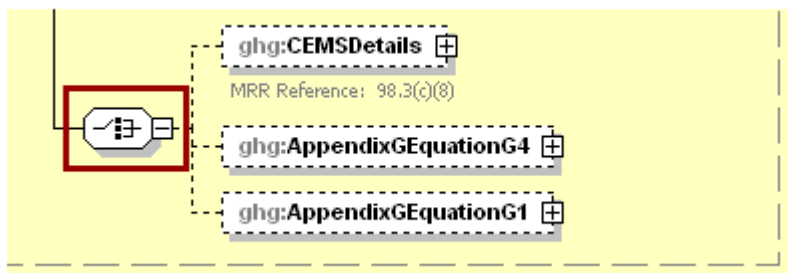 ghg:CEMSDetails
MRR Reference: 98.3(c)(8)
ghg:AppendixGEquationG4
ghg:AppendixGEquationG1